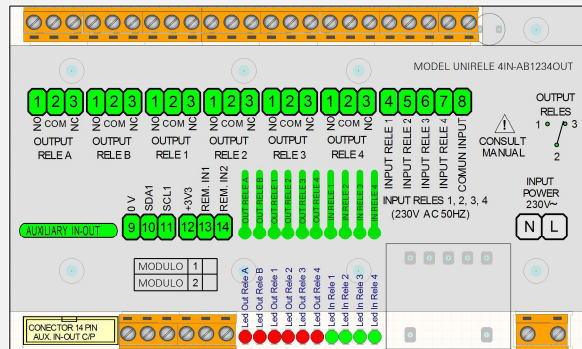 MODEL UNIRELE 4IN-AB1234OUT
1 2 3 1 2 3 1 2 3 1 2 3 1 2 3 1 2 3 4 5 6 7 8
NO COM NC NO COM NC NO COM NC NO COM NC NO COM NC NO COM NC
OUTPUT RELE A
OUTPUT RELE B
OUTPUT RELE 1
OUTPUT RELE 2
OUTPUT RELE 3
OUTPUT RELE 4
INPUT RELE 1
INPUT RELE 2
INPUT RELE 3
INPUT RELE 4
COMUN INPUT
CONSULT
MANUAL
OUTPUT
RELES
1 3
2
INPUT RELES 1, 2, 3, 4
(230V AC 50HZ)
INPUT
POWER
230V~
N L
0 V
SDA1
SCL1
+3V3
REM. IN1
REM. IN2
AUXILIARY IN-OUT
9 10 11 12 13 14
OUT RELE A
OUT RELE B
OUT RELE 1
OUT RELE 2
OUT RELE 3
OUT RELE 4
IN RELE 1
IN RELE 2
IN RELE 3
IN RELE 4
MODULO 1
MODULO 2
Led Out Rele A
Led Out Rele B
Led Out Rele 1
Led Out Rele 2
Led Out Rele 3
Led Out Rele 4
Led In Rele 1
Led In Rele 2
Led In Rele 3
Led In Rele 4
CONECTOR 14 PIN
AUX. IN-OUT C/P